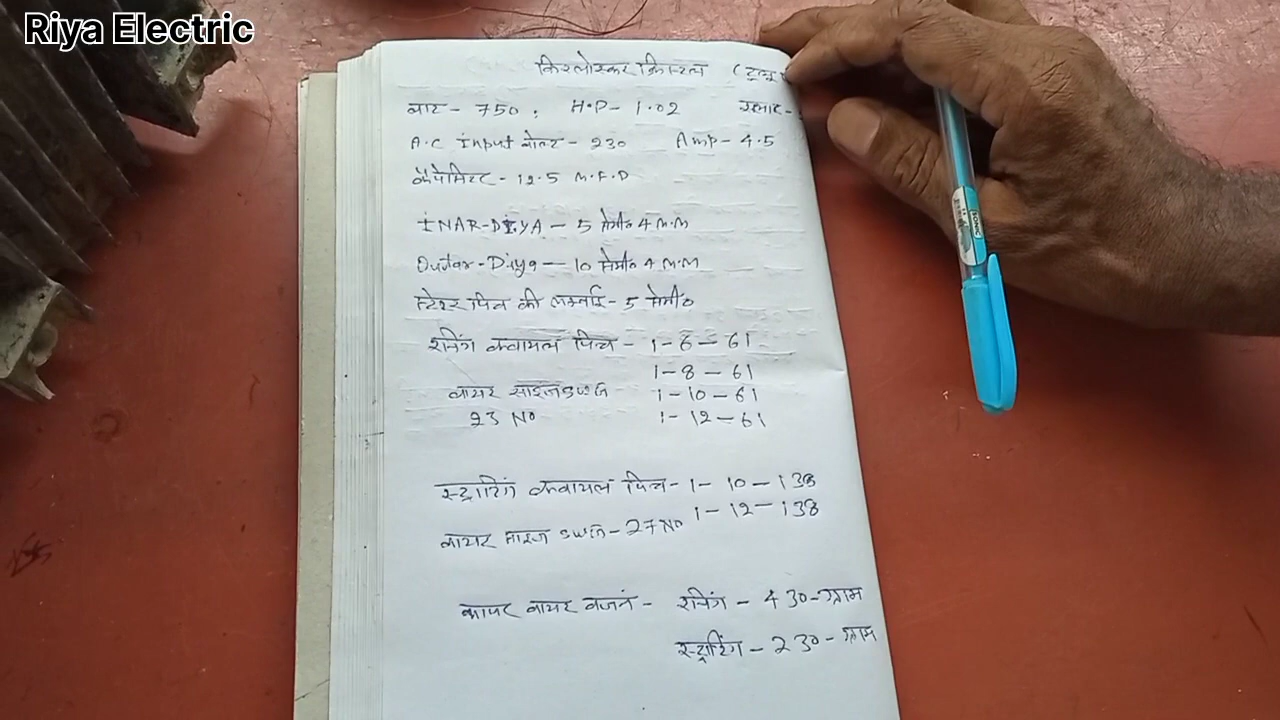 Riya Electric
किरलोस्कर क्रिस्टल (टुलू
वाट - 750, H.P - 1.02 स्लाट -
A.C input वोल्ट - 230 Amp - 4.5
कैपेसिटर - 12.5 M.F.D
INAR-DIYA - 5 सेमी० 4 M.M
Outar-Diya - 10 सेमी० 4 M.M
की लम्बाई - 5 सेमी०
रनिंग क्वायल पिच - 1-6-61
1-8-61
वायर साइज SWG 1-10-61
23 NO 1-12-61
स्ट्रार्टिंग क्वायल पिच - 1-10-138
1-12-138
वायर साइज SWG - 27 NO
कापर वायर वजन - रनिंग - 430 - ग्राम
स्ट्रार्टिंग - 230 - ग्राम